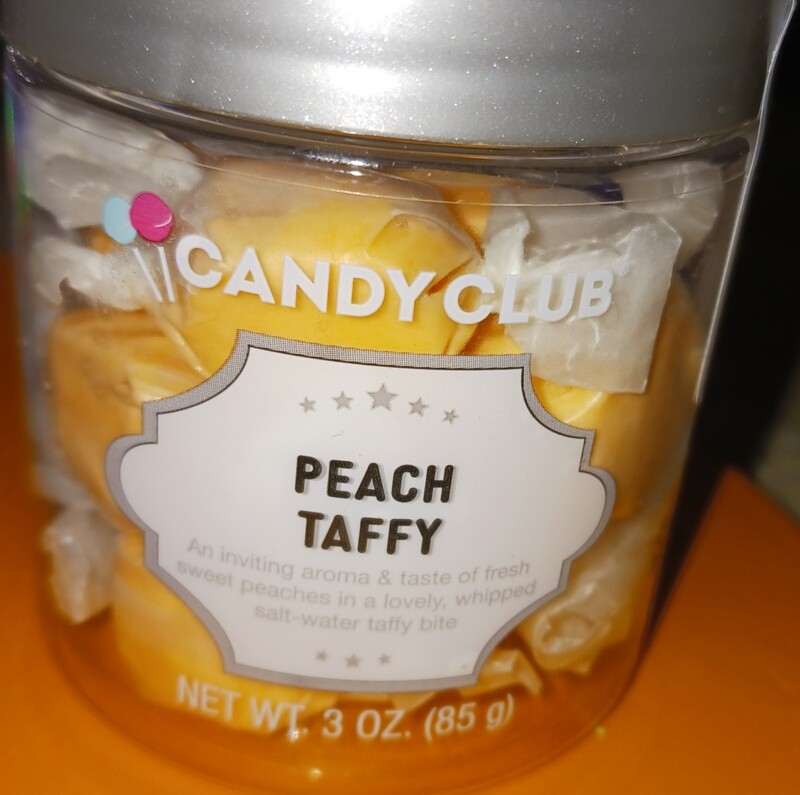 CANDY CLUB
PEACH
TAFFY
An inviting aroma & taste of fresh
sweet peaches in a lovely, whipped
salt-water taffy bite
NET WT. 3 OZ. (85 g)